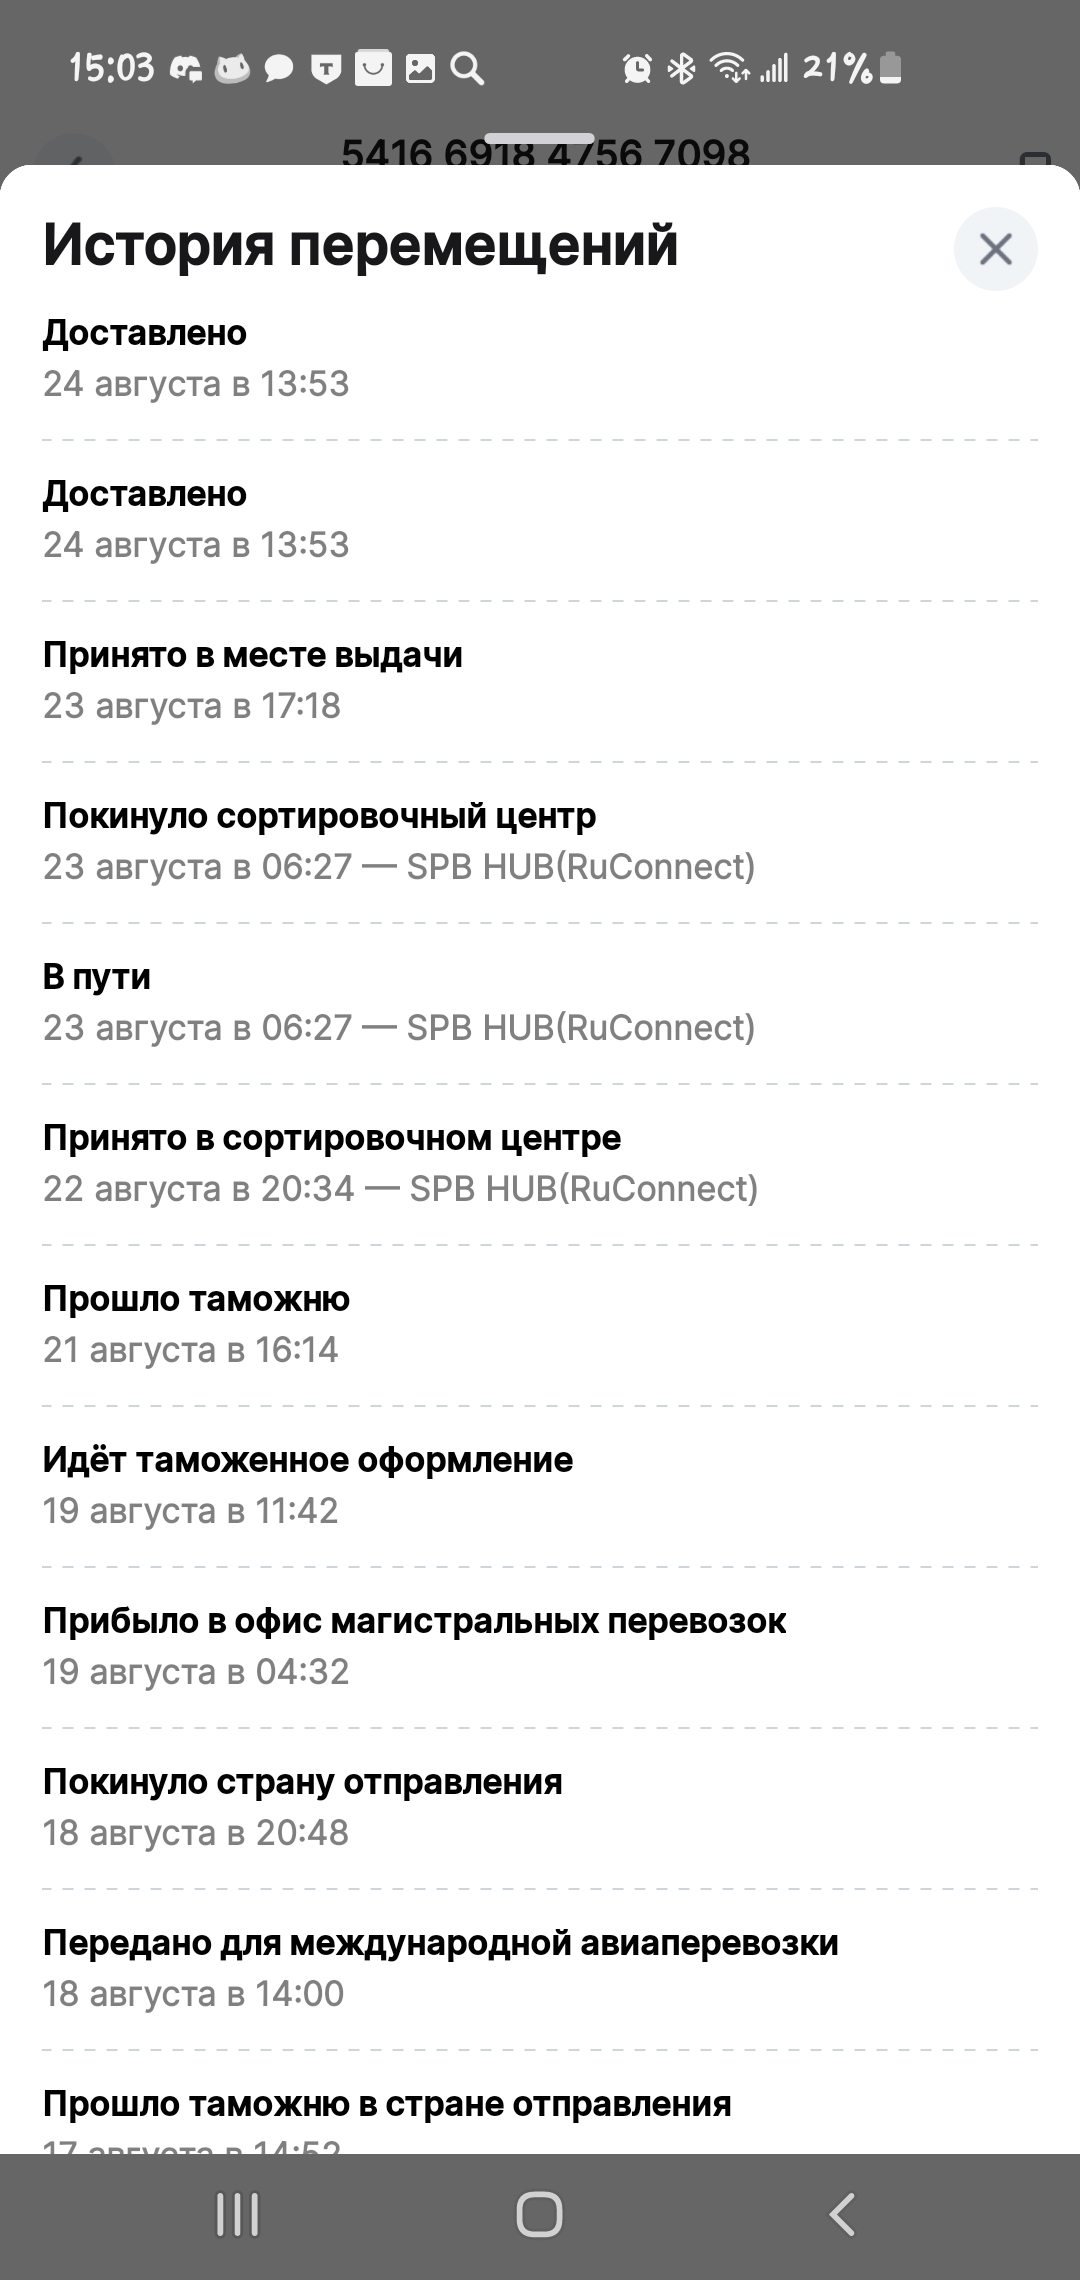 15:03
21%
5416 6918 4756 7098
История перемещений
Доставлено
24 августа в 13:53
Доставлено
24 августа в 13:53
Принято в месте выдачи
23 августа в 17:18
Покинуло сортировочный центр
23 августа в 06:27 — SPB HUB(RuConnect)
В пути
23 августа в 06:27 — SPB HUB(RuConnect)
Принято в сортировочном центре
22 августа в 20:34 — SPB HUB(RuConnect)
Прошло таможню
21 августа в 16:14
Идёт таможенное оформление
19 августа в 11:42
Прибыло в офис магистральных перевозок
19 августа в 04:32
Покинуло страну отправления
18 августа в 20:48
Передано для международной авиаперевозки
18 августа в 14:00
Прошло таможню в стране отправления
17 августа в 14:52